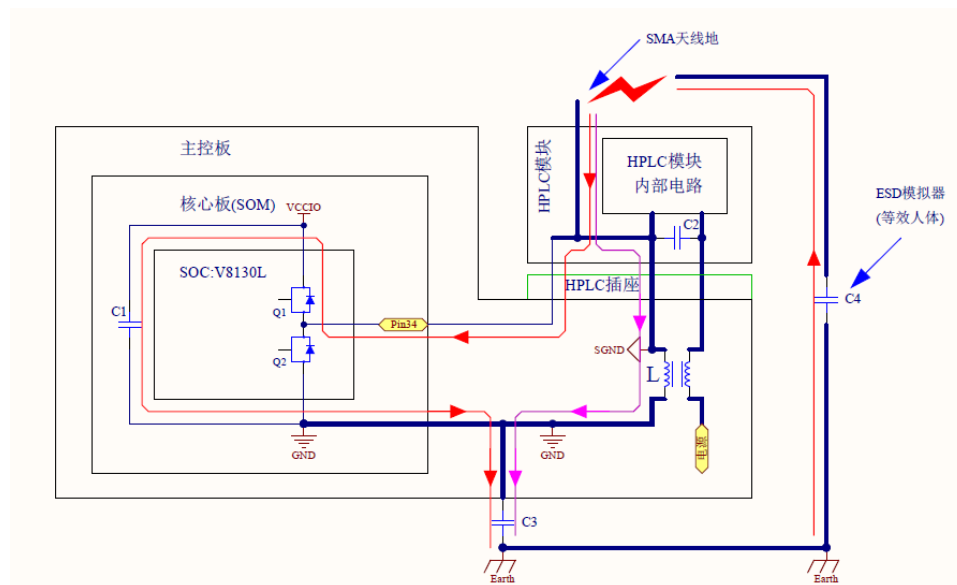 SMA天线地
主控板
HPLC模块
HPLC模块
内部电路
核心板(SOM)
VCCIO
ESD模拟器
(等效人体)
C2
SOC:V8130L
HPLC插座
C1
Q1
Pin34
C4
Q2
SGND
L
GND
GND
电源
C3
Earth
Earth